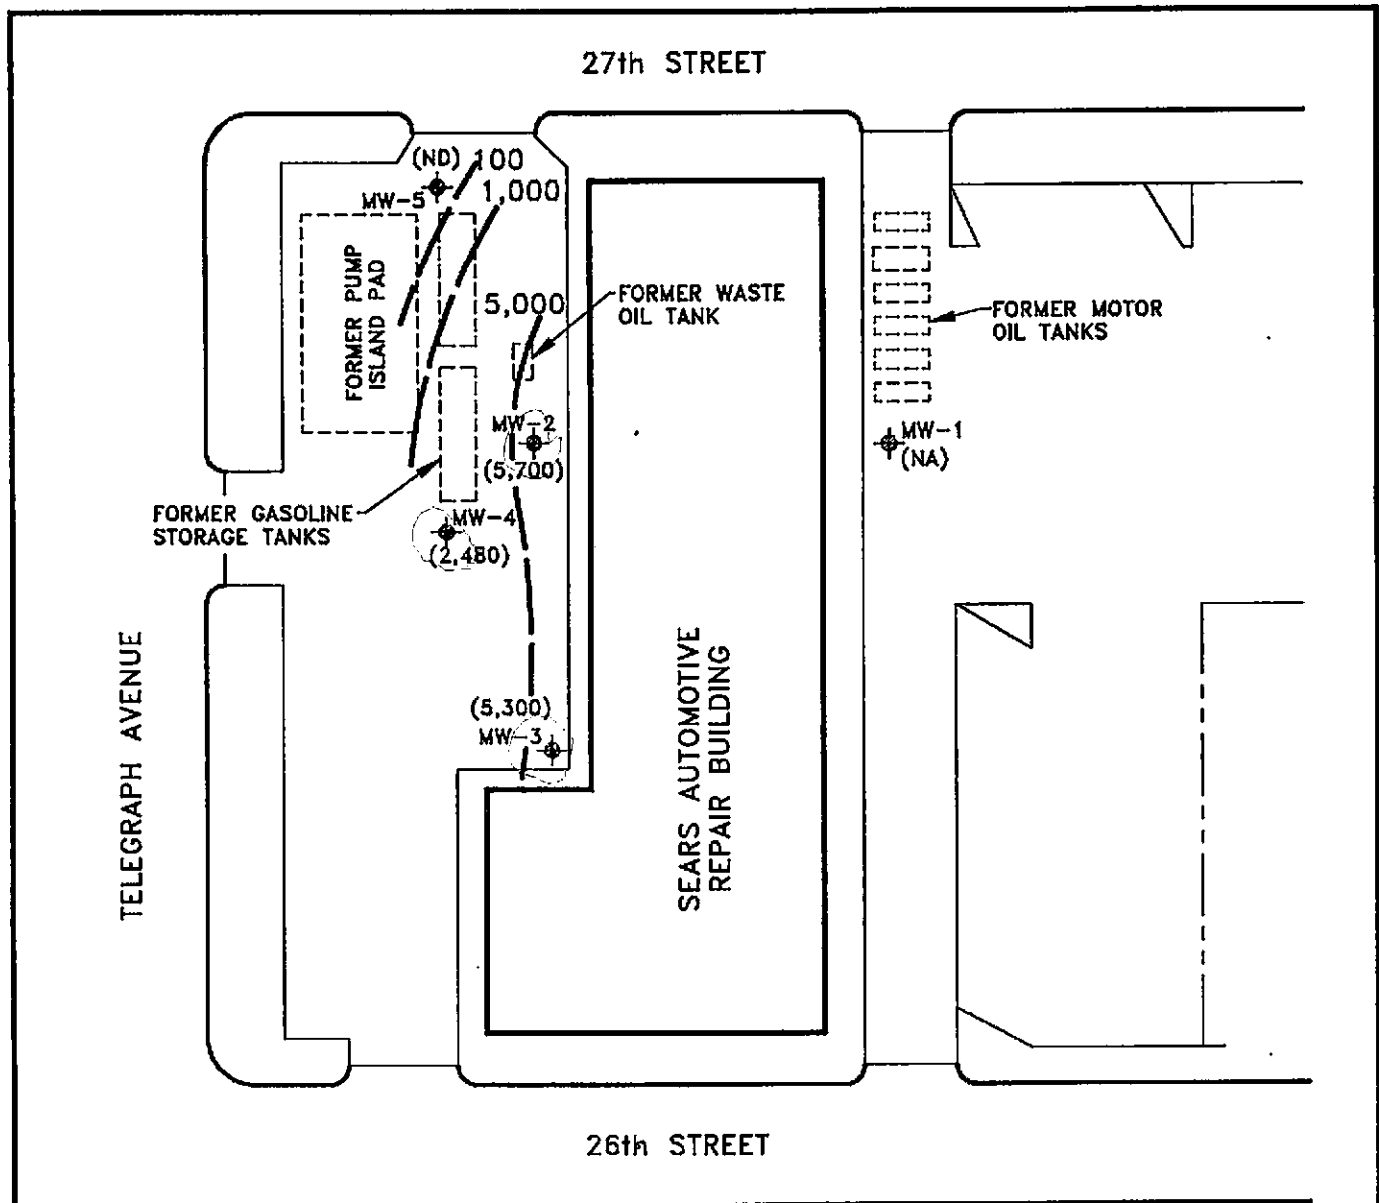 27th STREET
(ND)
100
MW-5
1,000
FORMER PUMP
ISLAND PAD
5,000
FORMER WASTE
OIL TANK
FORMER MOTOR
OIL TANKS
MW-2
(5,700)
MW-1
(NA)
FORMER GASOLINE
STORAGE TANKS
MW-4
(2,480)
TELEGRAPH AVENUE
(5,300)
MW-3
SEARS AUTOMOTIVE
REPAIR BUILDING
26th STREET